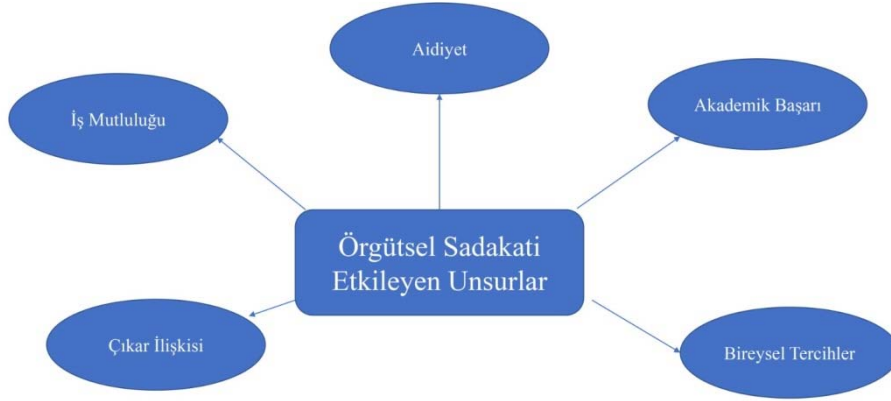 Aidiyet
İş Mutluluğu
Akademik Başarı
Örgütsel Sadakati
Etkileyen Unsurlar
Çıkar İlişkisi
Bireysel Tercihler